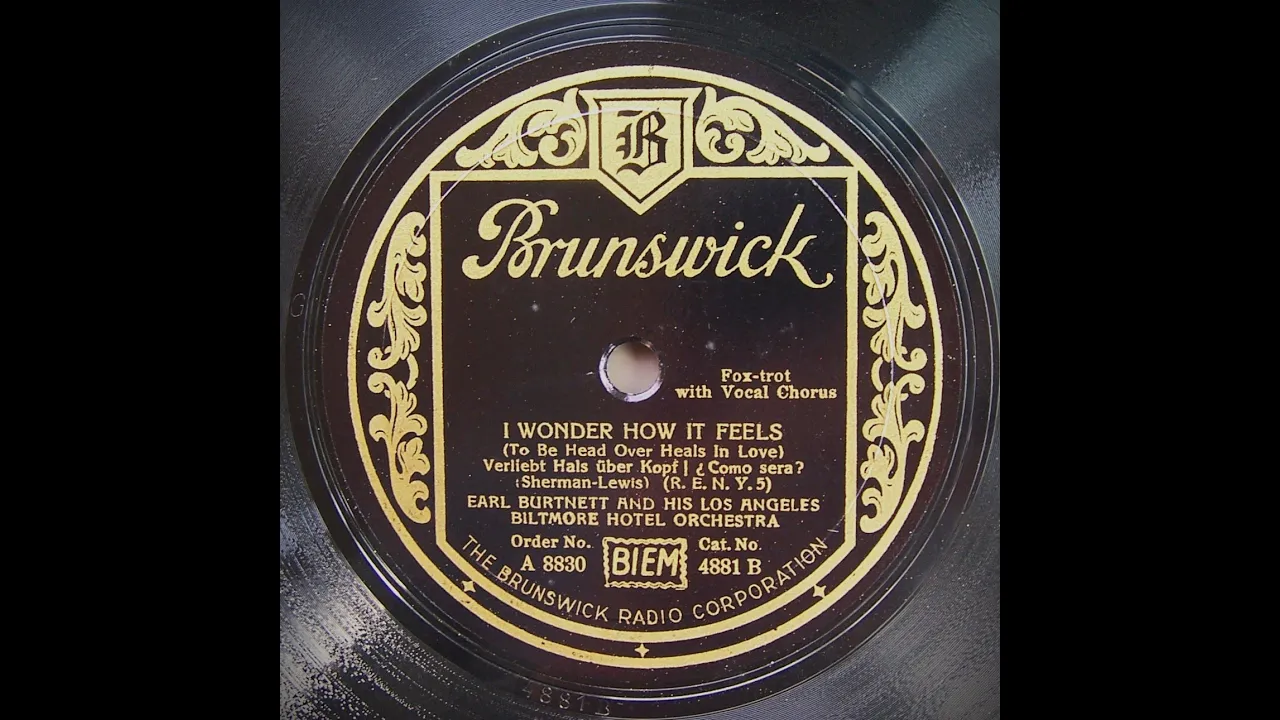 B
Brunswick
Fox-trot
with Vocal Chorus
I WONDER HOW IT FEELS
(To Be Head Over Heals In Love)
Verliebt Hals über Kopf | ¿Como sera?
(Sherman-Lewis) (R. E. N. Y. 5)
EARL BURTNETT AND HIS LOS ANGELES
BILTMORE HOTEL ORCHESTRA
Order No. BIEM Cat. No.
A 8830 4881 B
THE BRUNSWICK RADIO CORPORATION
4881 B